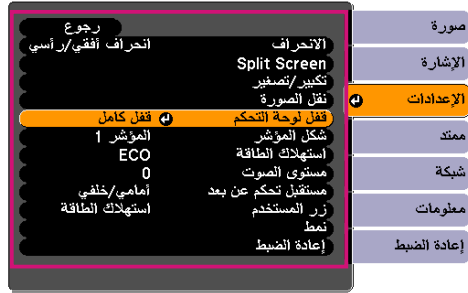 صورة
الإشارة
الإعدادات
ممتد
شبكة
معلومات
إعادة الضبط
رجوع
الانحراف انحراف أفقي/رأسي
Split Screen
تكبير/تصغير
نقل الصورة
قفل لوحة التحكم قفل كامل
شكل المؤشر المؤشر 1
استهلاك الطاقة ECO
مستوى الصوت 0
مستقبل تحكم عن بعد أمامي/خلفي
زر المستخدم استهلاك الطاقة
نمط
إعادة الضبط